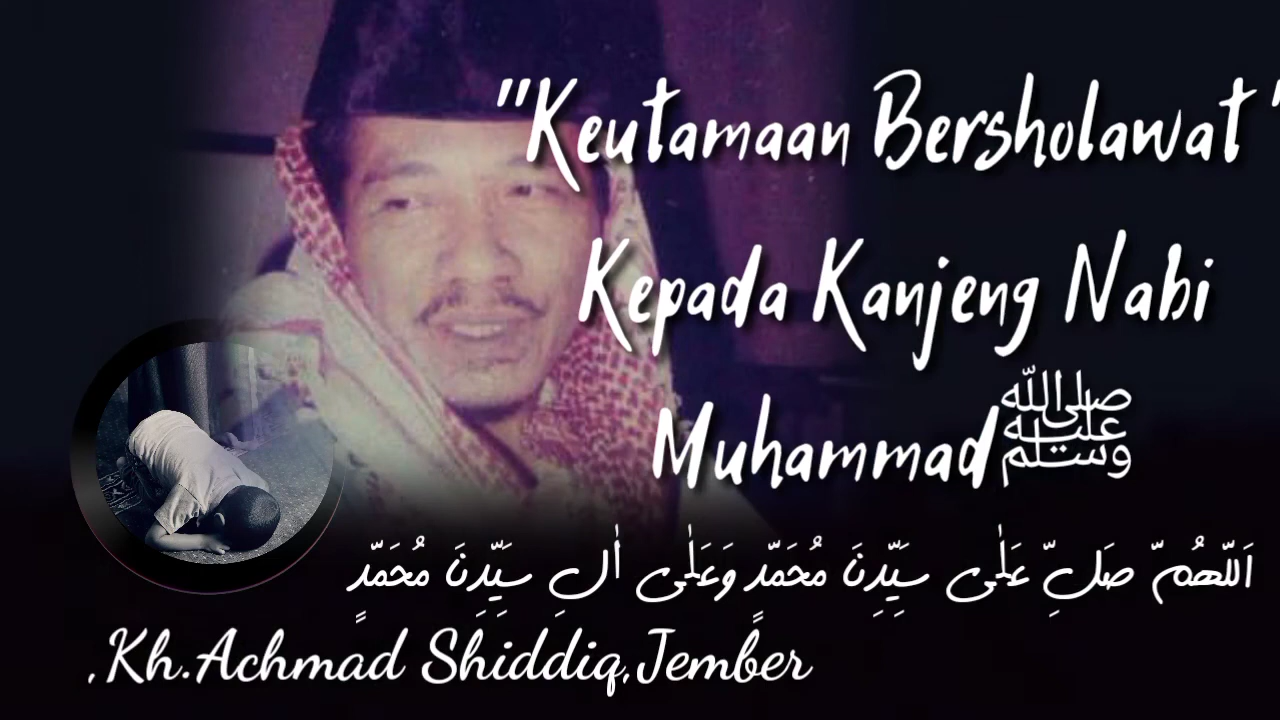 "Keutamaan Bersholawat"
Kepada Kanjeng Nabi
Muhammad ﷺ
اَللّٰهُمَّ صَلِّ عَلٰى سَيِّدِنَ مُحَمَّدٍ وَعَلٰى اٰلِ سَيِّدِنَ مُحَمَّدٍ
,Kh.Achmad Shiddiq,Jember